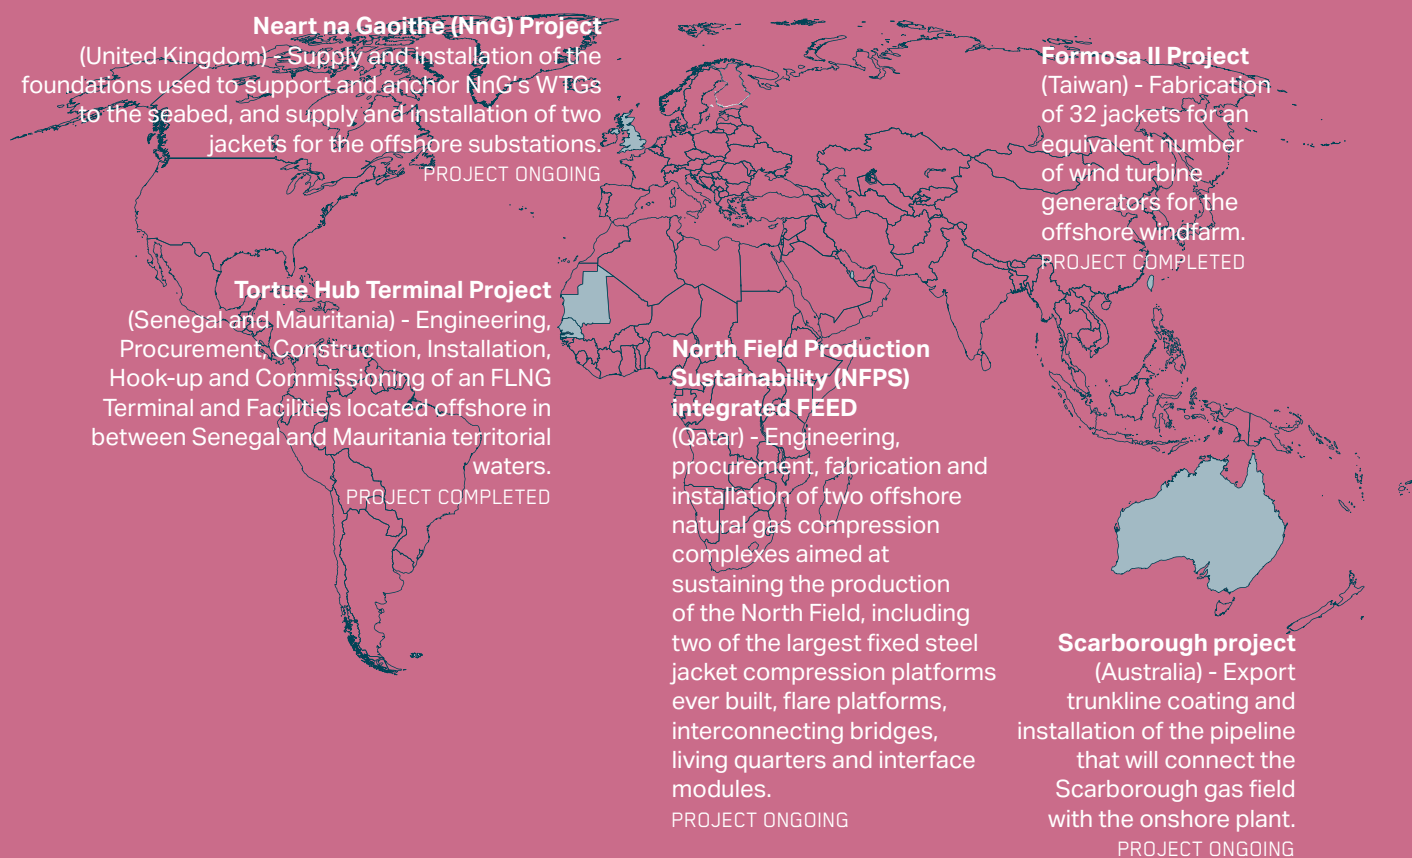 Neart na Gaoithe (NnG) Project
(United Kingdom) - Supply and installation of the
foundations used to support and anchor NnG's WTGs
to the seabed, and supply and installation of two
jackets for the offshore substations.
PROJECT ONGOING
Formosa II Project
(Taiwan) - Fabrication
of 32 jackets for an
equivalent number
of wind turbine
generators for the
offshore windfarm.
PROJECT COMPLETED
Tortue Hub Terminal Project
(Senegal and Mauritania) - Engineering,
Procurement, Construction, Installation,
Hook-up and Commissioning of an FLNG
Terminal and Facilities located offshore in
between Senegal and Mauritania territorial
waters.
PROJECT COMPLETED
North Field Production
Sustainability (NFPS)
integrated FEED
(Qatar) - Engineering,
procurement, fabrication and
installation of two offshore
natural gas compression
complexes aimed at
sustaining the production
of the North Field, including
two of the largest fixed steel
jacket compression platforms
ever built, flare platforms,
interconnecting bridges,
living quarters and interface
modules.
PROJECT ONGOING
Scarborough project
(Australia) - Export
trunkline coating and
installation of the pipeline
that will connect the
Scarborough gas field
with the onshore plant.
PROJECT ONGOING